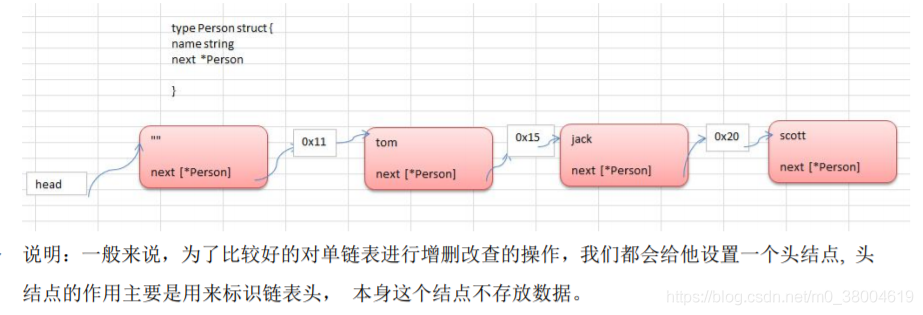 type Person struct {
name string
next *Person
}
""
next [*Person]
0x11
tom
next [*Person]
0x15
jack
next [*Person]
0x20
scott
next [*Person]
head
说明：一般来说，为了比较好的对单链表进行增删改查的操作，我们都会给他设置一个头结点, 头
结点的作用主要是用来标识链表头， 本身这个结点不存放数据。
https://blog.csdn.net/m0_38004619